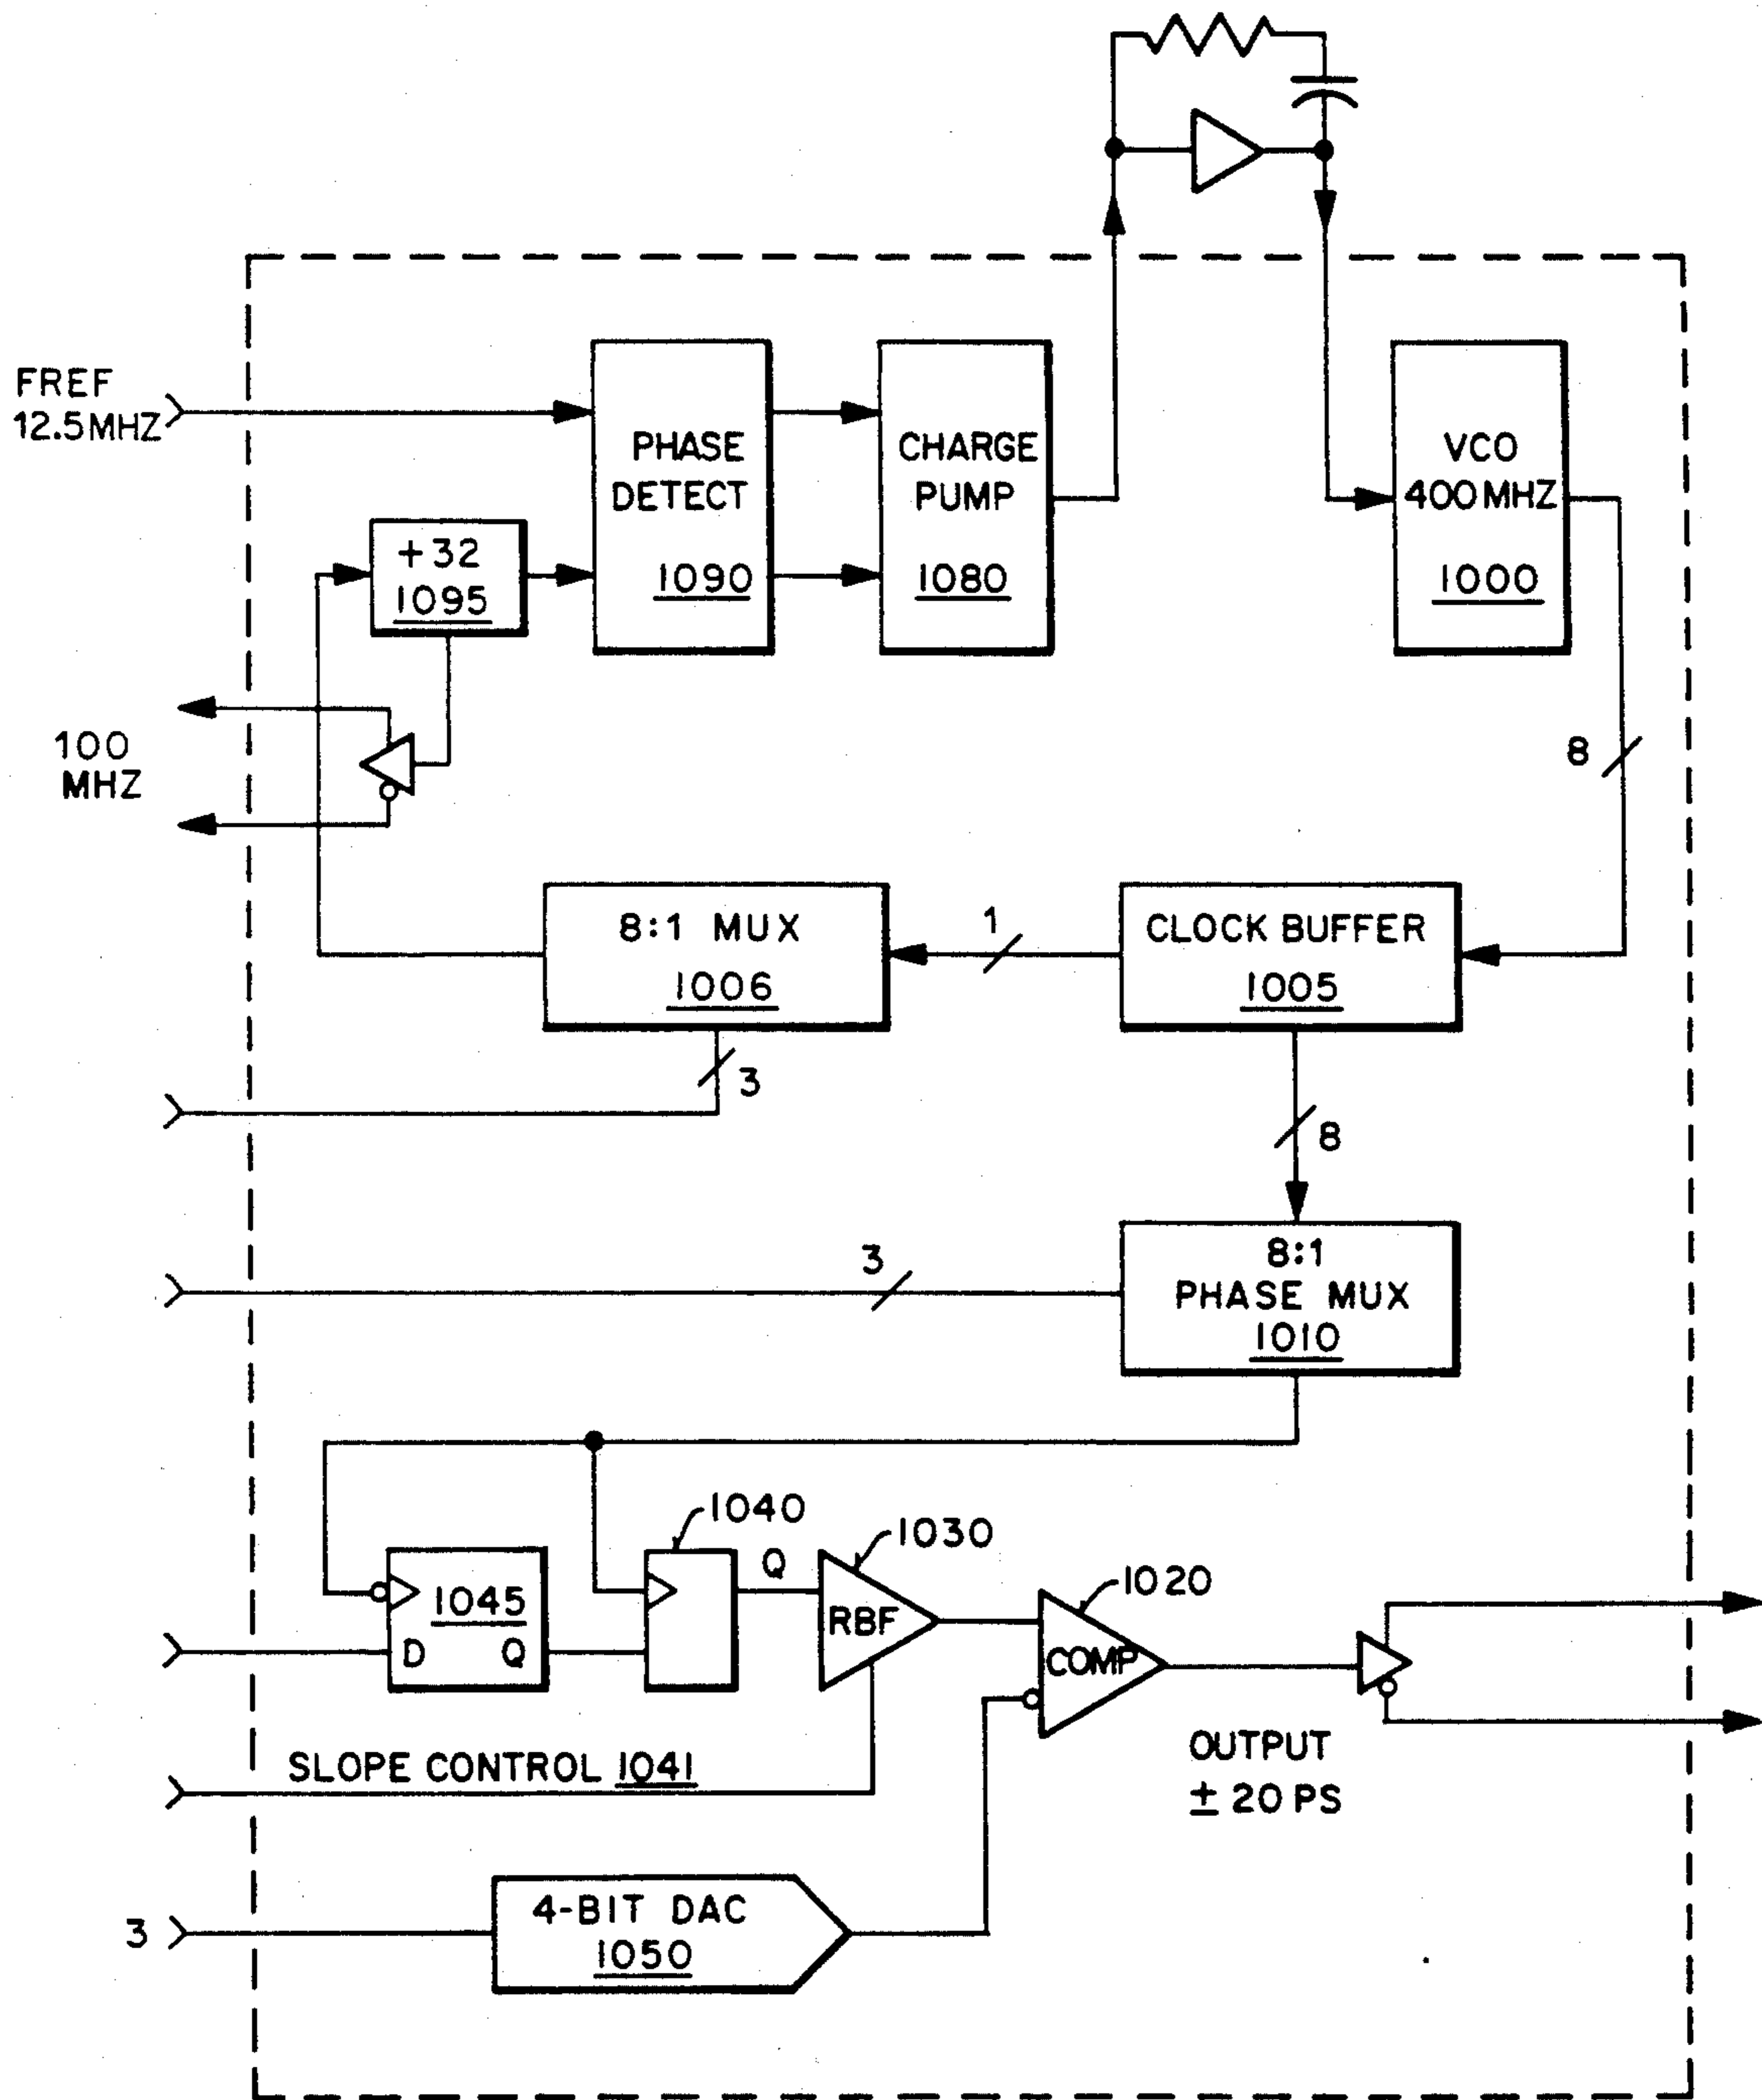 FREF
12.5MHZ
PHASE
DETECT
1090
CHARGE
PUMP
1080
VCO
400MHZ
1000
+32
1095
100
MHZ
8
8:1 MUX
1006
1
CLOCK BUFFER
1005
3
8
3
8:1
PHASE MUX
1010
1040
1030
1020
1045
D Q
Q
RBF
COMP
SLOPE CONTROL 1041
OUTPUT
± 20 PS
3
4-BIT DAC
1050